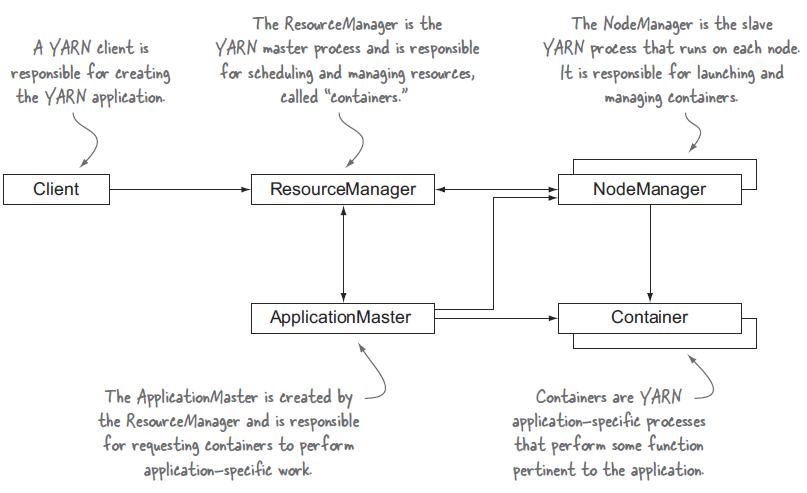 A YARN client is
responsible for creating
the YARN application.
The ResourceManager is the
YARN master process and is responsible
for scheduling and managing resources,
called “containers.”
The NodeManager is the slave
YARN process that runs on each node.
It is responsible for launching and
managing containers.
Client
ResourceManager
NodeManager
ApplicationMaster
Container
The ApplicationMaster is created by
the ResourceManager and is responsible
for requesting containers to perform
application-specific work.
Containers are YARN
application-specific processes
that perform some function
pertinent to the application.